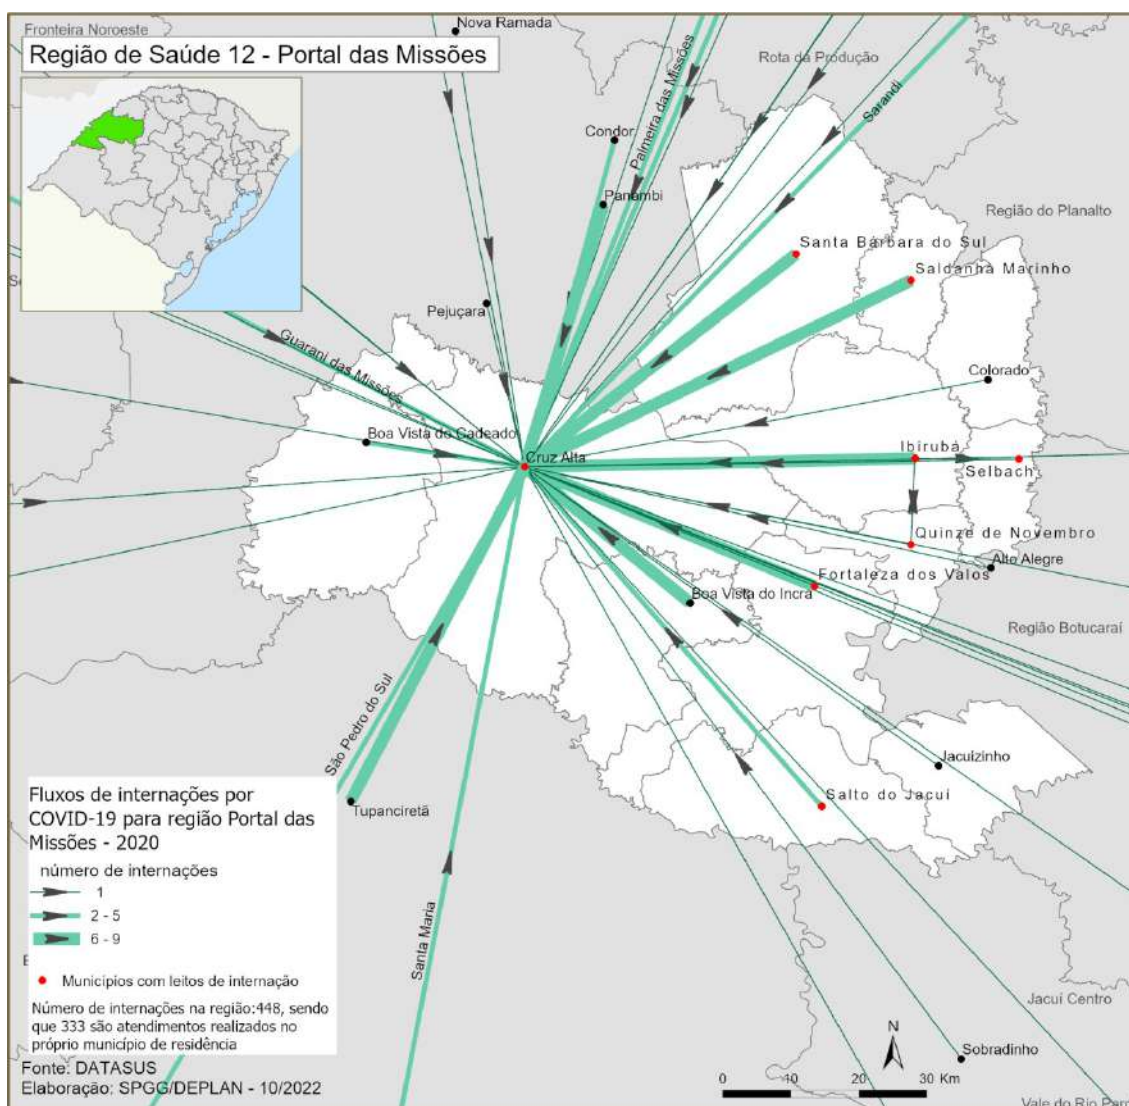 Fronteira Noroeste
Nova Ramada
Região de Saúde 12 - Portal das Missões
Palmeira das Missões
Rota da Produção
Sarandi
Condor
Panambi
Região do Planalto
Santa Bárbara do Sul
Saldanha Marinho
Pejuçara
Guarani das Missões
Colorado
Boa Vista do Cadeado
Cruz Alta
Ibirubá
Selbach
Quinze de Novembro
Alto Alegre
Fortaleza dos Valos
Boa Vista do Incra
Região Botucaraí
São Pedro do Sul
Jacuizinho
Salto do Jacuí
Tupanciretã
Santa Maria
Fluxos de internações por
COVID-19 para região Portal das
Missões - 2020
número de internações
1
2 - 5
6 - 9
Municípios com leitos de internação
Número de internações na região:448, sendo
que 333 são atendimentos realizados no
próprio município de residência
Fonte: DATASUS
Elaboração: SPGG/DEPLAN - 10/2022
Jacuí Centro
N
Sobradinho
0 10 20 30 Km
Vale do Rio Pardo